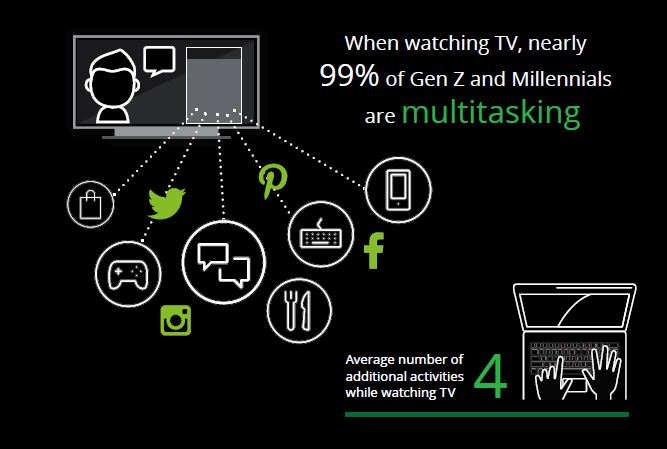 When watching TV, nearly
99% of Gen Z and Millennials
are multitasking
Average number of
additional activities
while watching TV
4